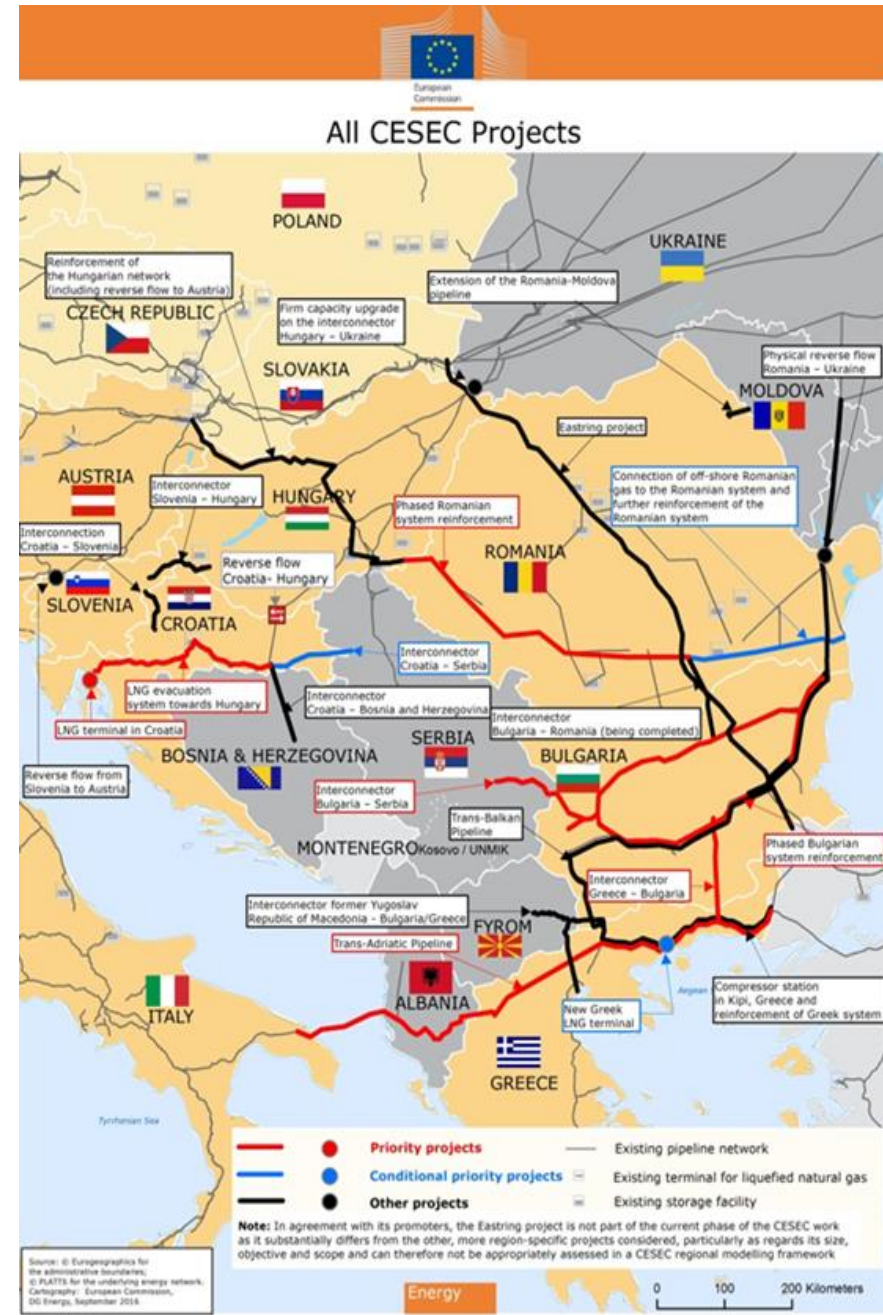 European
Commission
All CESEC Projects
POLAND
UKRAINE
Reinforcement of
the Hungarian network
(including reverse flow to Austria)
Extension of the Romania-Moldova
pipeline
CZECH REPUBLIC
Firm capacity upgrade
on the interconnector
Hungary – Ukraine
SLOVAKIA
Physical reverse flow
Romania – Ukraine
MOLDOVA
Eastring project
AUSTRIA
Interconnector
Slovenia – Hungary
HUNGARY
Connection of off-shore Romanian
gas to the Romanian system and
further reinforcement of the
Romanian system
Phased Romanian
system reinforcement
Interconnection
Croatia – Slovenia
Reverse flow
Croatia- Hungary
ROMANIA
SLOVENIA
CROATIA
Interconnector
Croatia – Serbia
LNG evacuation
system towards Hungary
LNG terminal in Croatia
Interconnector
Croatia – Bosnia and Herzegovina
Interconnector
Bulgaria – Romania (being completed)
SERBIA
BOSNIA & HERZEGOVINA
BULGARIA
Reverse flow from
Slovenia to Austria
Interconnector
Bulgaria – Serbia
Trans-Balkan
Pipeline
MONTENEGRO
Kosovo / UNMIK
Phased Bulgarian
system reinforcement
Interconnector
Greece – Bulgaria
Interconnector former Yugoslav
Republic of Macedonia - Bulgaria/Greece
FYROM
Trans-Adriatic Pipeline
ALBANIA
ITALY
Aegean
New Greek
LNG terminal
Compressor station
in Kipi, Greece and
reinforcement of Greek system
GREECE
Tyrrhenian Sea
Priority projects
Existing pipeline network
Conditional priority projects
Existing terminal for liquefied natural gas
Other projects
Existing storage facility
Note: In agreement with its promoters, the Eastring project is not part of the current phase of the CESEC work
as it substantially differs from the other, more region-specific projects considered, particularly as regards its size,
objective and scope and can therefore not be appropriately assessed in a CESEC regional modelling framework
Source: © Eurogeographics for
the administrative boundaries;
© PLATTS for the underlying energy network.
Cartography: European Commission,
DG Energy, September 2016
Energy
0 100 200 Kilometers